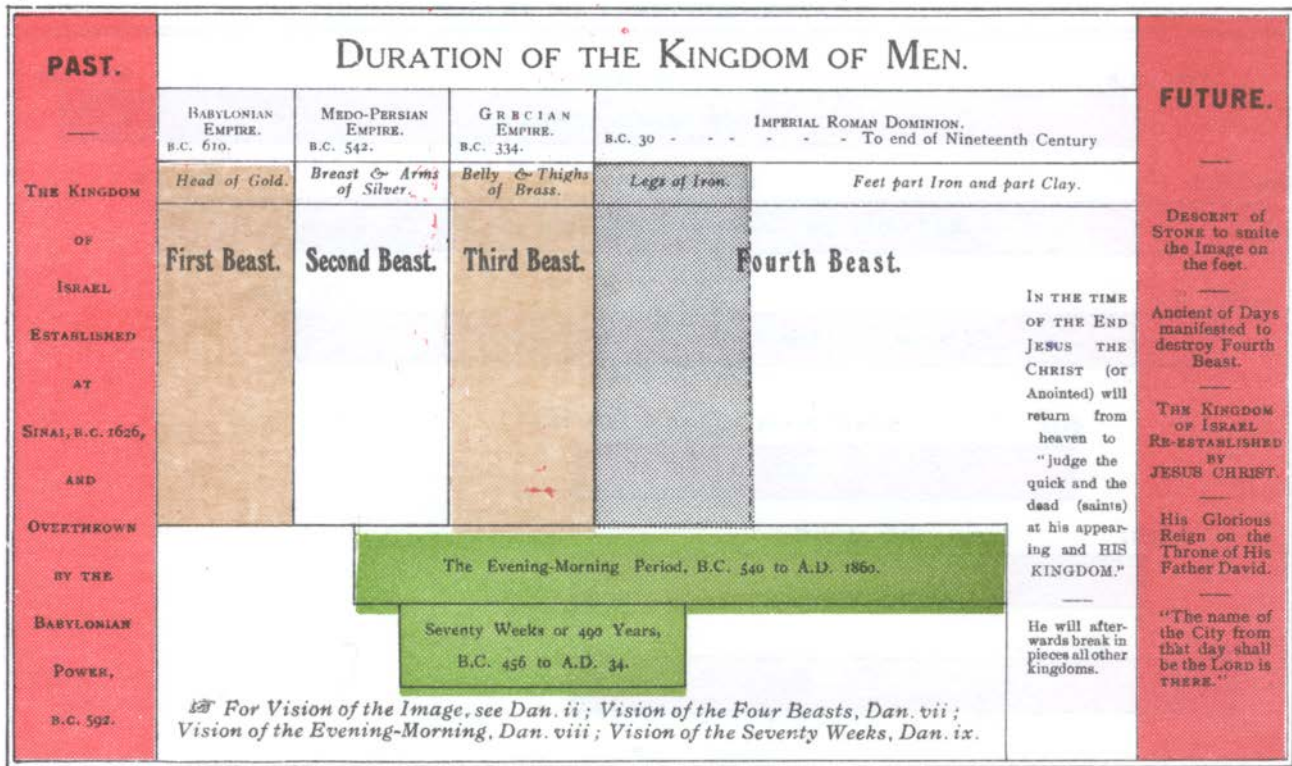 PAST.
THE KINGDOM
OF
ISRAEL
ESTABLISHED
AT
SINAI, B.C. 1626,
AND
OVERTHROWN
BY THE
BABYLONIAN
POWER,
B.C. 592.
DURATION OF THE KINGDOM OF MEN.
BABYLONIAN
EMPIRE.
B.C. 610.
MEDO-PERSIAN
EMPIRE.
B.C. 542.
GRECIAN
EMPIRE.
B.C. 334.
IMPERIAL ROMAN DOMINION.
B.C. 30 - - - - - - To end of Nineteenth Century
Head of Gold.
Breast & Arms
of Silver.
Belly & Thighs
of Brass.
Legs of Iron.
Feet part Iron and part Clay.
First Beast.
Second Beast.
Third Beast.
Fourth Beast.
IN THE TIME
OF THE END
JESUS THE
CHRIST (or
Anointed) will
return from
heaven to
"judge the
quick and the
dead (saints)
at his appear-
ing and HIS
KINGDOM."
He will after-
wards break in
pieces all other
kingdoms.
The Evening-Morning Period, B.C. 540 to A.D. 1860.
Seventy Weeks or 490 Years,
B.C. 456 to A.D. 34.
☞ For Vision of the Image, see Dan. ii ; Vision of the Four Beasts, Dan. vii ;
Vision of the Evening-Morning, Dan. viii ; Vision of the Seventy Weeks, Dan. ix.
FUTURE.
DESCENT of
STONE to smite
the Image on
the feet.
Ancient of Days
manifested to
destroy Fourth
Beast.
THE KINGDOM
OF ISRAEL
RE-ESTABLISHED
BY
JESUS CHRIST.
His Glorious
Reign on the
Throne of His
Father David.
"The name of
the City from
that day shall
be the LORD IS
THERE."